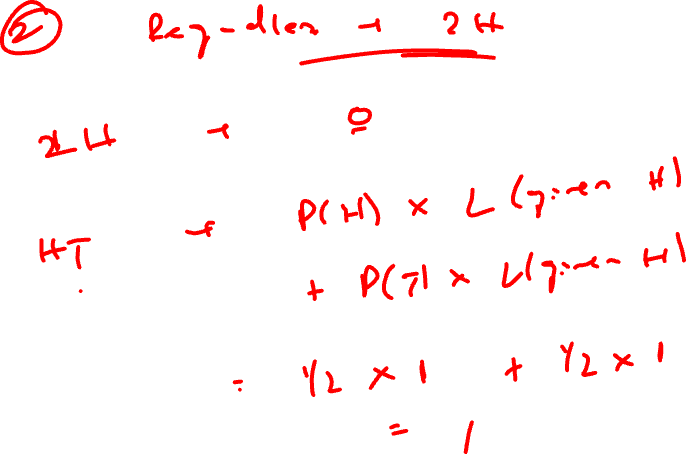 ② Regardless → 2H
2H → 0
HT → P(H) × L (given H)
+ P(T) × L(given H)
= 1/2 × 1 + 1/2 × 1
= 1